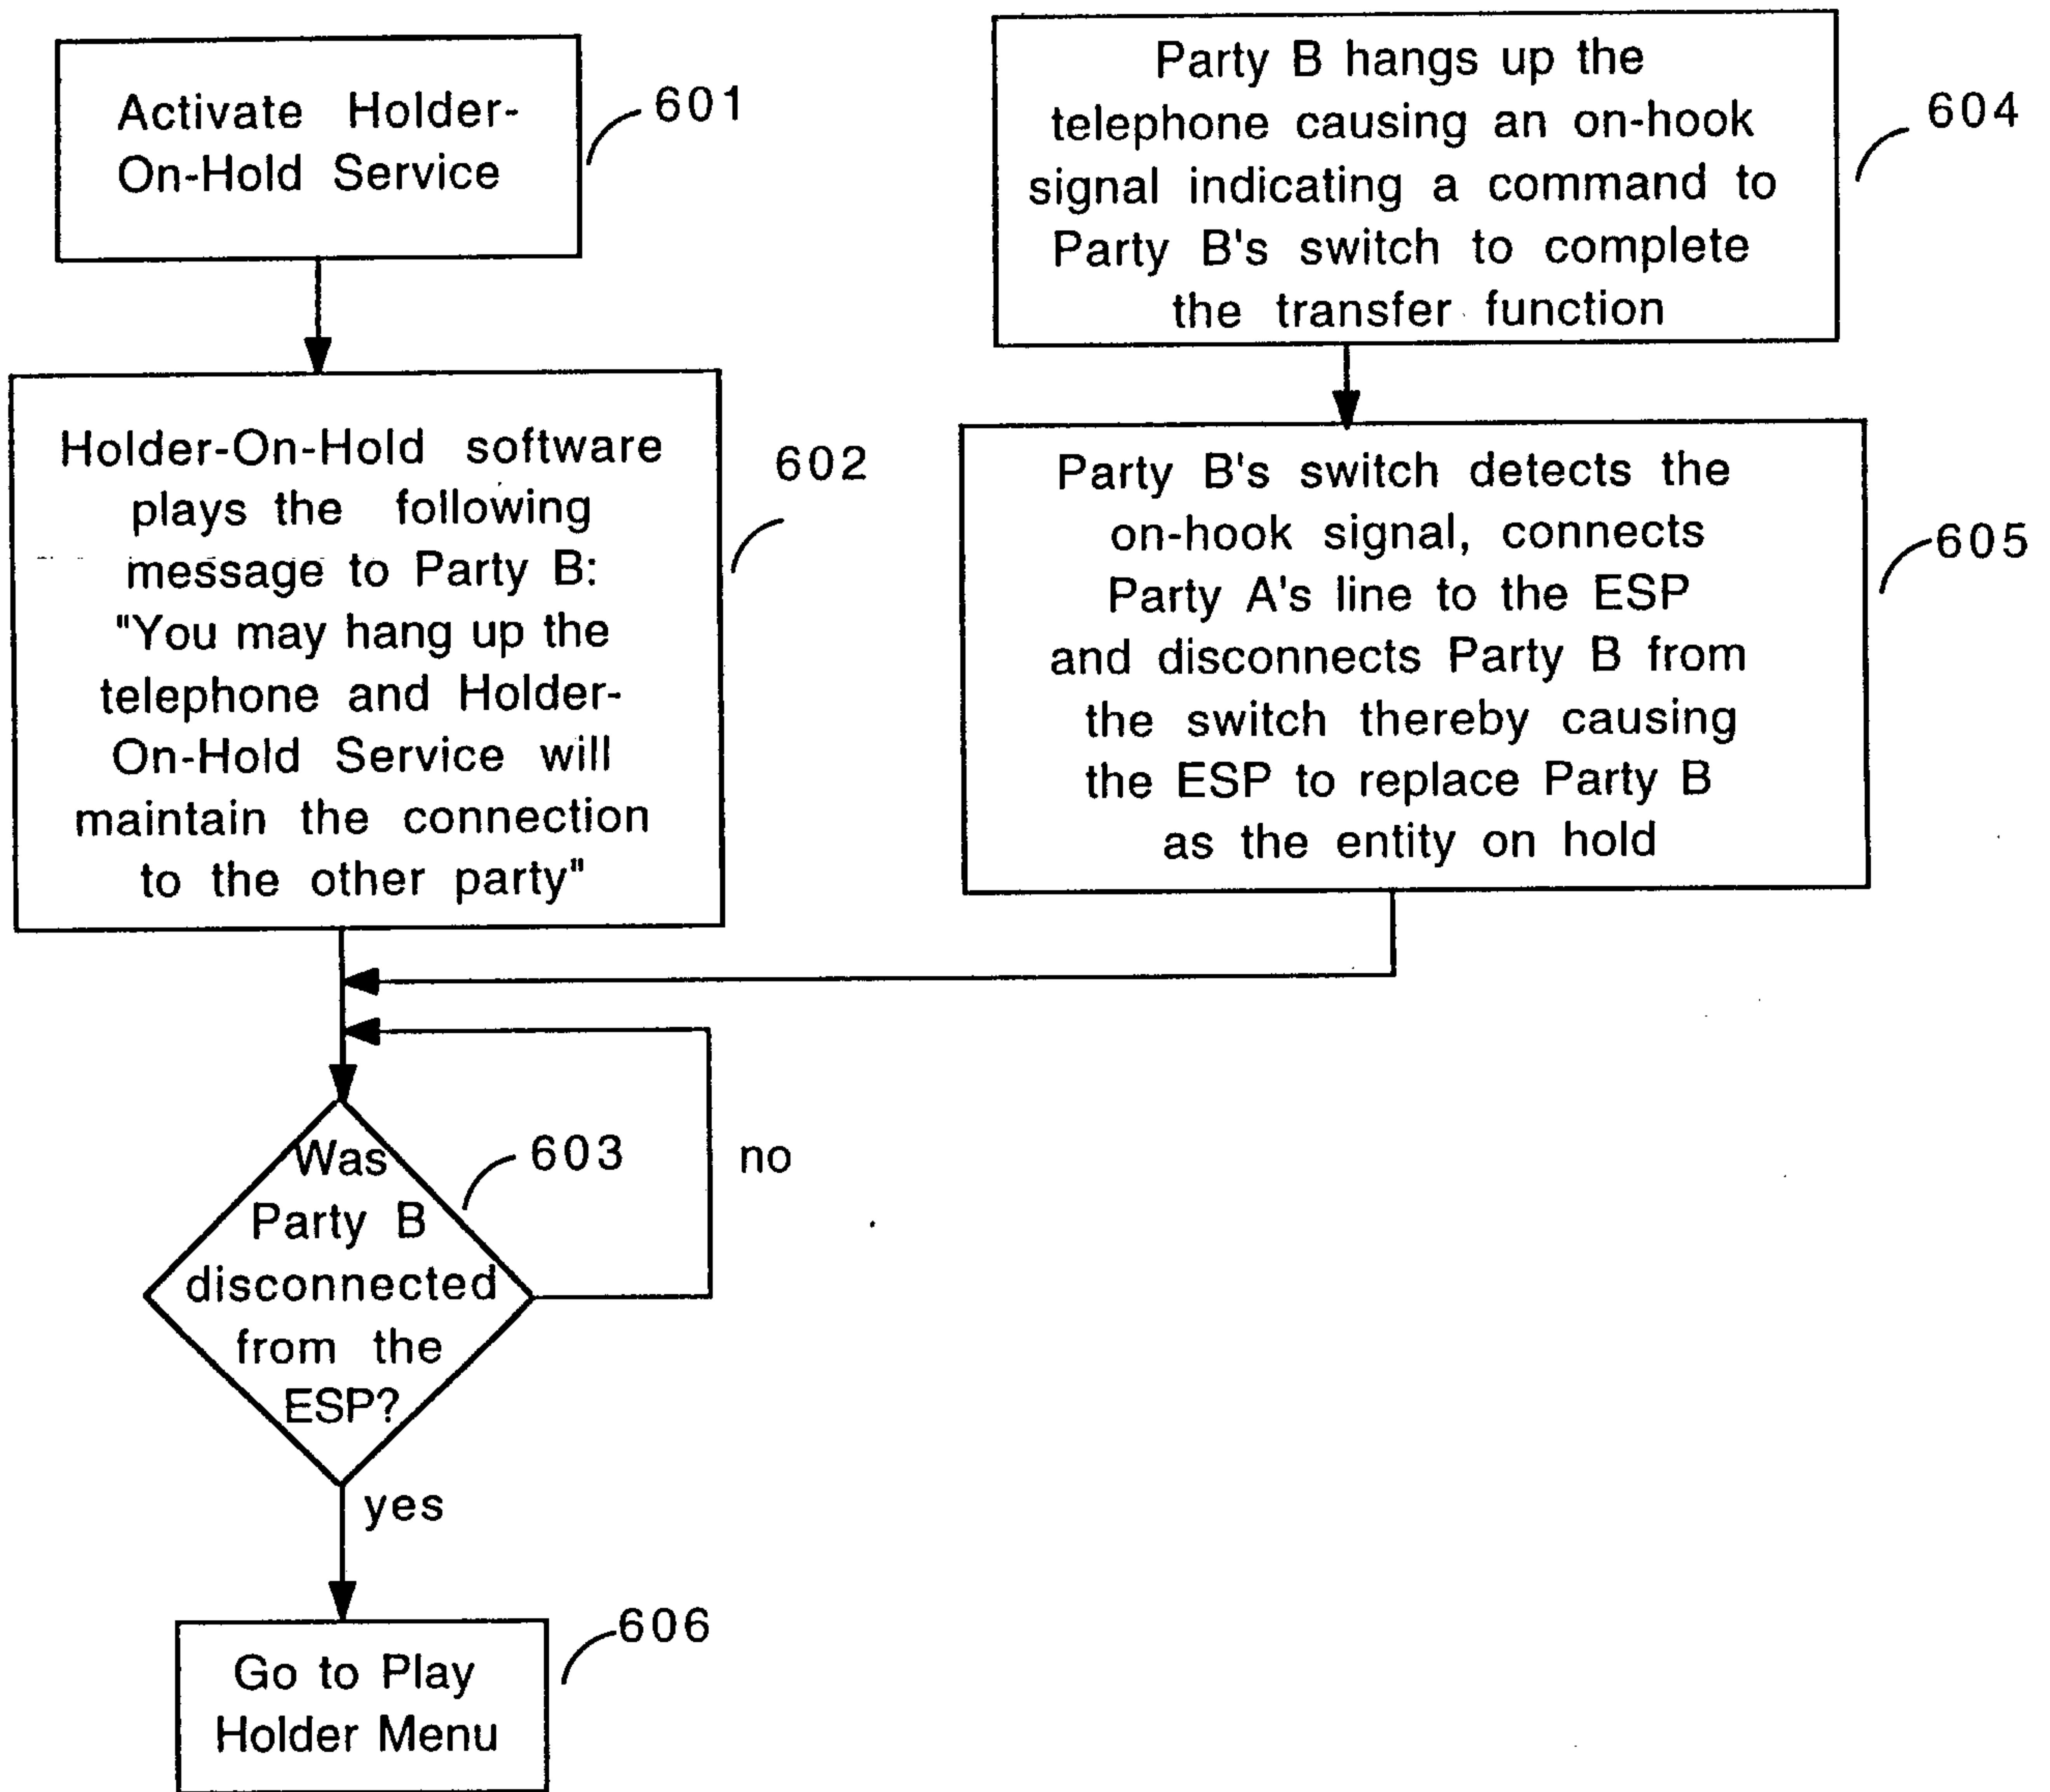 Activate Holder-
On-Hold Service
601
Holder-On-Hold software
plays the following
message to Party B:
"You may hang up the
telephone and Holder-
On-Hold Service will
maintain the connection
to the other party"
602
Was
Party B
disconnected
from the
ESP?
603
no
yes
Go to Play
Holder Menu
606
Party B hangs up the
telephone causing an on-hook
signal indicating a command to
Party B's switch to complete
the transfer function
604
Party B's switch detects the
on-hook signal, connects
Party A's line to the ESP
and disconnects Party B from
the switch thereby causing
the ESP to replace Party B
as the entity on hold
605